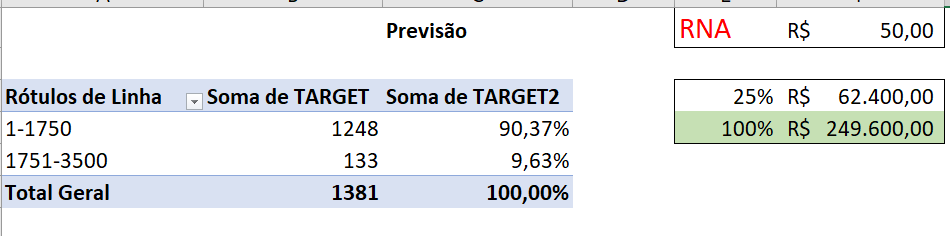 Previsão RNA R$ 50,00
Rótulos de Linha Soma de TARGET Soma de TARGET2 25% R$ 62.400,00
1-1750 1248 90,37% 100% R$ 249.600,00
1751-3500 133 9,63%
Total Geral 1381 100,00%